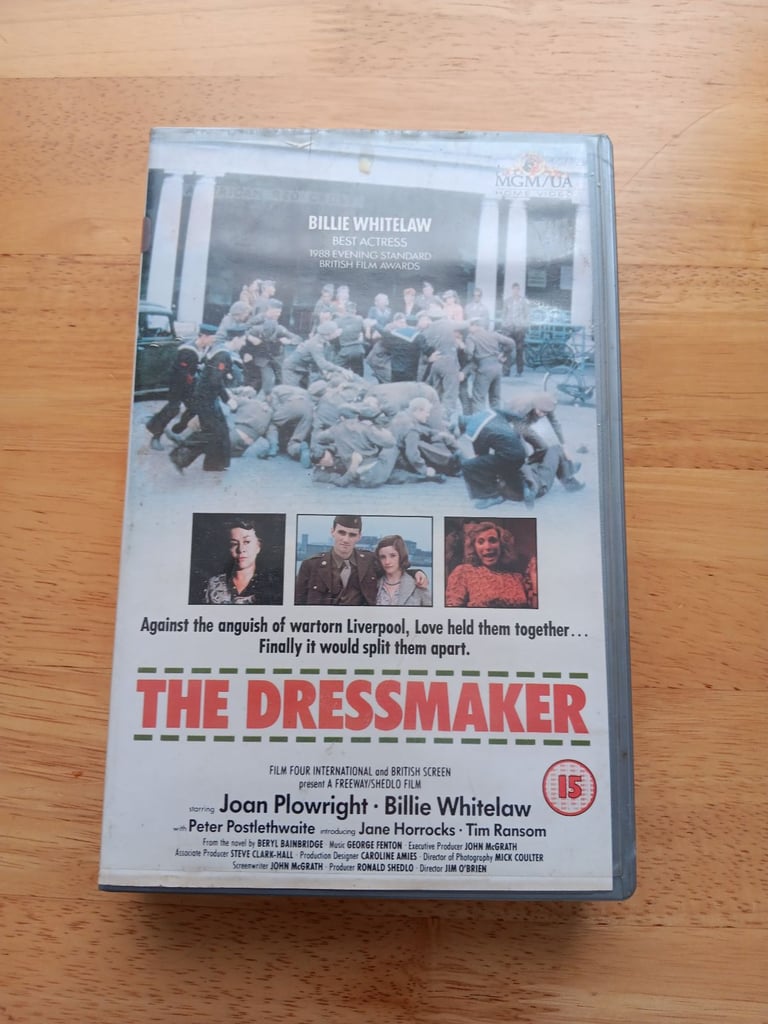 MGM/UA
HOME VIDEO
BILLIE WHITELAW
BEST ACTRESS
1988 EVENING STANDARD
BRITISH FILM AWARDS
Against the anguish of wartorn Liverpool, Love held them together...
Finally it would split them apart.
THE DRESSMAKER
FILM FOUR INTERNATIONAL and BRITISH SCREEN
present A FREEWAY/SHEDLO FILM
15
starring Joan Plowright · Billie Whitelaw
with Peter Postlethwaite introducing Jane Horrocks · Tim Ransom
From the novel by BERYL BAINBRIDGE · Music GEORGE FENTON · Executive Producer JOHN McGRATH
Associate Producer STEVE CLARK-HALL · Production Designer CAROLINE AMIES · Director of Photography MICK COULTER
Screenwriter JOHN McGRATH · Producer RONALD SHEDLO · Director JIM O'BRIEN